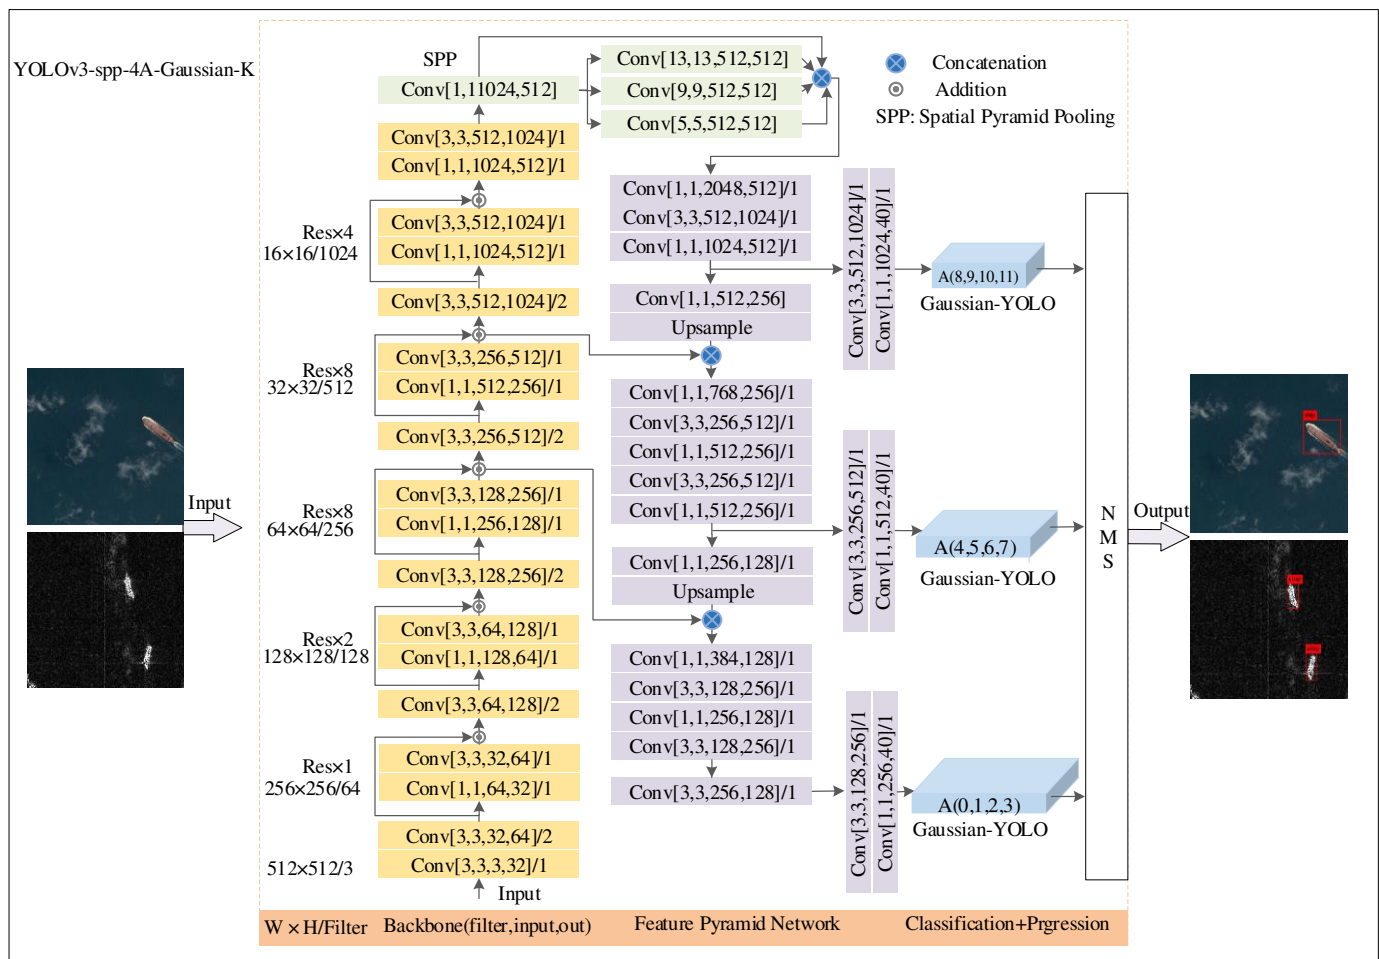 YOLOv3-spp-4A-Gaussian-K
SPP
Conv[1,11024,512]
Conv[3,3,512,1024]/1
Conv[1,1,1024,512]/1
Res×4
16×16/1024
Conv[3,3,512,1024]/1
Conv[1,1,1024,512]/1
Conv[3,3,512,1024]/2
Res×8
32×32/512
Conv[3,3,256,512]/1
Conv[1,1,512,256]/1
Conv[3,3,256,512]/2
Res×8
64×64/256
Conv[3,3,128,256]/1
Conv[1,1,256,128]/1
Conv[3,3,128,256]/2
Res×2
128×128/128
Conv[3,3,64,128]/1
Conv[1,1,128,64]/1
Conv[3,3,64,128]/2
Res×1
256×256/64
Conv[3,3,32,64]/1
Conv[1,1,64,32]/1
Conv[3,3,32,64]/2
512×512/3
Conv[3,3,3,32]/1
Input
Input
Conv[13,13,512,512]
Conv[9,9,512,512]
Conv[5,5,512,512]
Concatenation
Addition
SPP: Spatial Pyramid Pooling
Conv[1,1,2048,512]/1
Conv[3,3,512,1024]/1
Conv[1,1,1024,512]/1
Conv[1,1,512,256]
Upsample
Conv[1,1,768,256]/1
Conv[3,3,256,512]/1
Conv[1,1,512,256]/1
Conv[3,3,256,512]/1
Conv[1,1,512,256]/1
Conv[1,1,256,128]/1
Upsample
Conv[1,1,384,128]/1
Conv[3,3,128,256]/1
Conv[1,1,256,128]/1
Conv[3,3,128,256]/1
Conv[3,3,256,128]/1
Conv[3,3,512,1024]/1
Conv[1,1,1024,40]/1
A(8,9,10,11)
Gaussian-YOLO
Conv[3,3,256,512]/1
Conv[1,1,512,40]/1
A(4,5,6,7)
Gaussian-YOLO
Conv[3,3,128,256]/1
Conv[1,1,256,40]/1
A(0,1,2,3)
Gaussian-YOLO
N
M
S
Output
W × H/Filter
Backbone(filter,input,out)
Feature Pyramid Network
Classification+Prgression